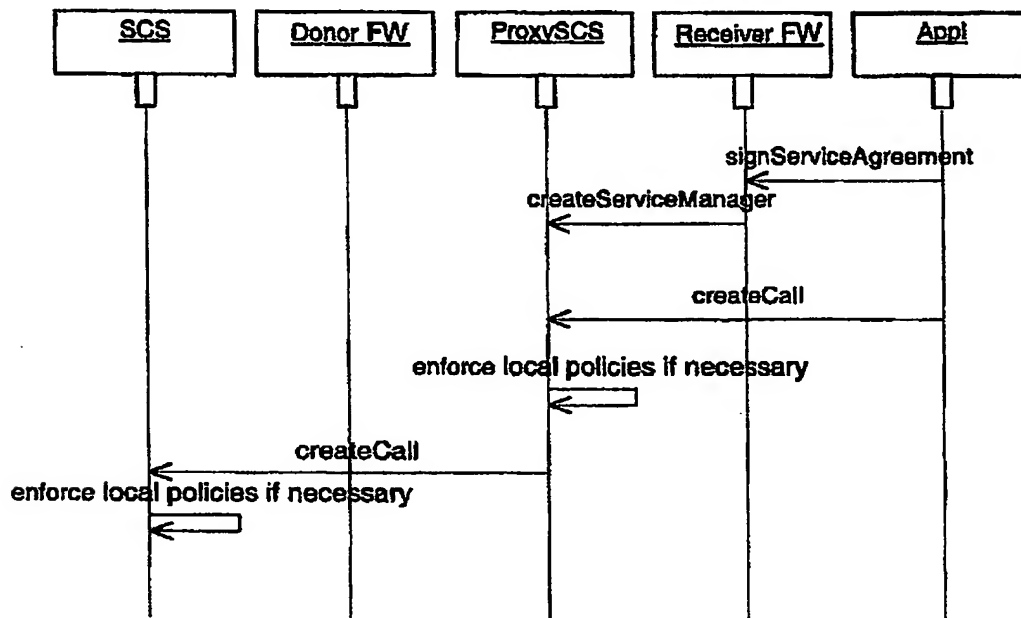 SCS
Donor FW
ProxySCS
Receiver FW
Appl
signServiceAgreement
createServiceManager
createCall
enforce local policies if necessary
createCall
enforce local policies if necessary